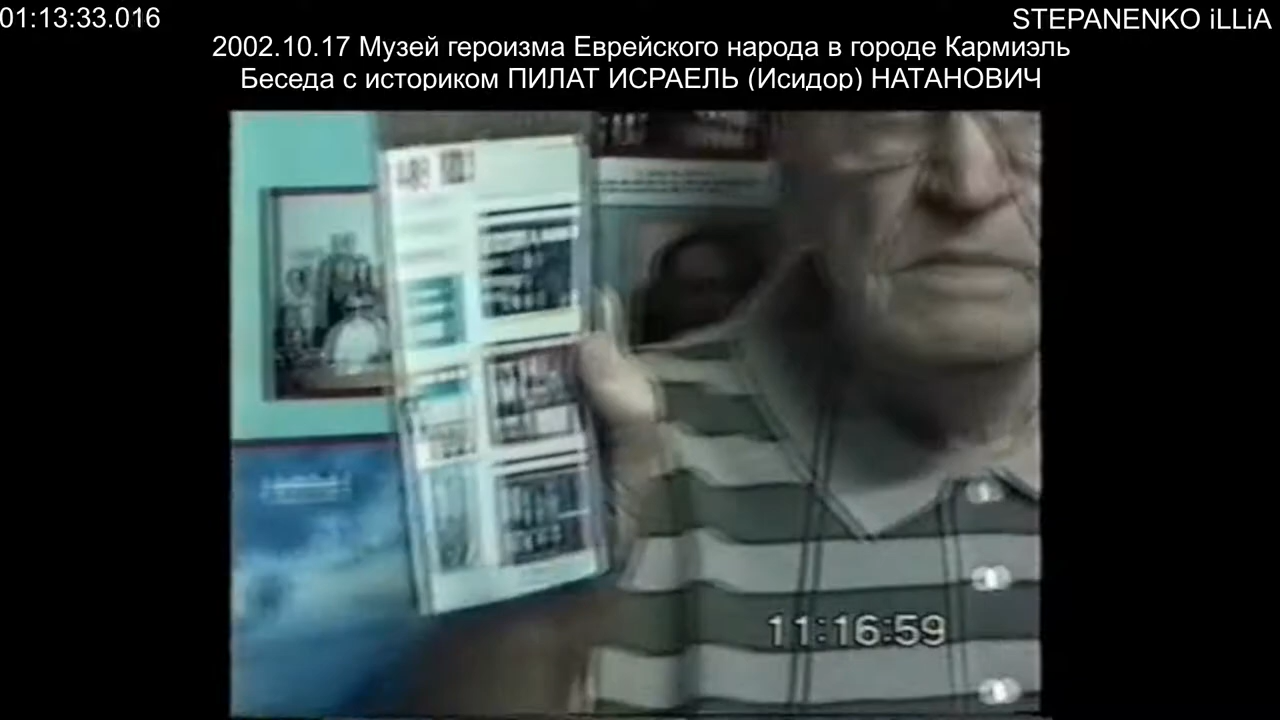 01:13:33.016
STEPANENKO iLLiA
2002.10.17 Музей героизма Еврейского народа в городе Кармиэль
Беседа с историком ПИЛАТ ИСРАЕЛЬ (Исидор) НАТАНОВИЧ
11:16:59